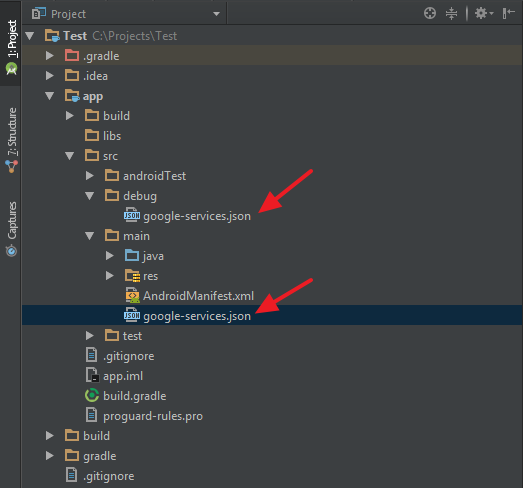 Project
Test C:\Projects\Test
.gradle
.idea
app
build
libs
src
androidTest
debug
google-services.json
main
java
res
AndroidManifest.xml
google-services.json
test
.gitignore
app.iml
build.gradle
proguard-rules.pro
build
gradle
.gitignore
1: Project
7: Structure
Captures